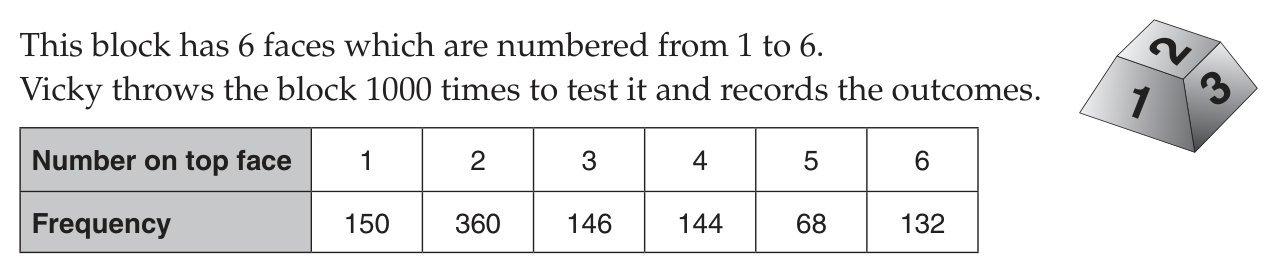 This block has 6 faces which are numbered from 1 to 6.
Vicky throws the block 1000 times to test it and records the outcomes.
2
1
3
Number on top face 1 2 3 4 5 6
Frequency 150 360 146 144 68 132